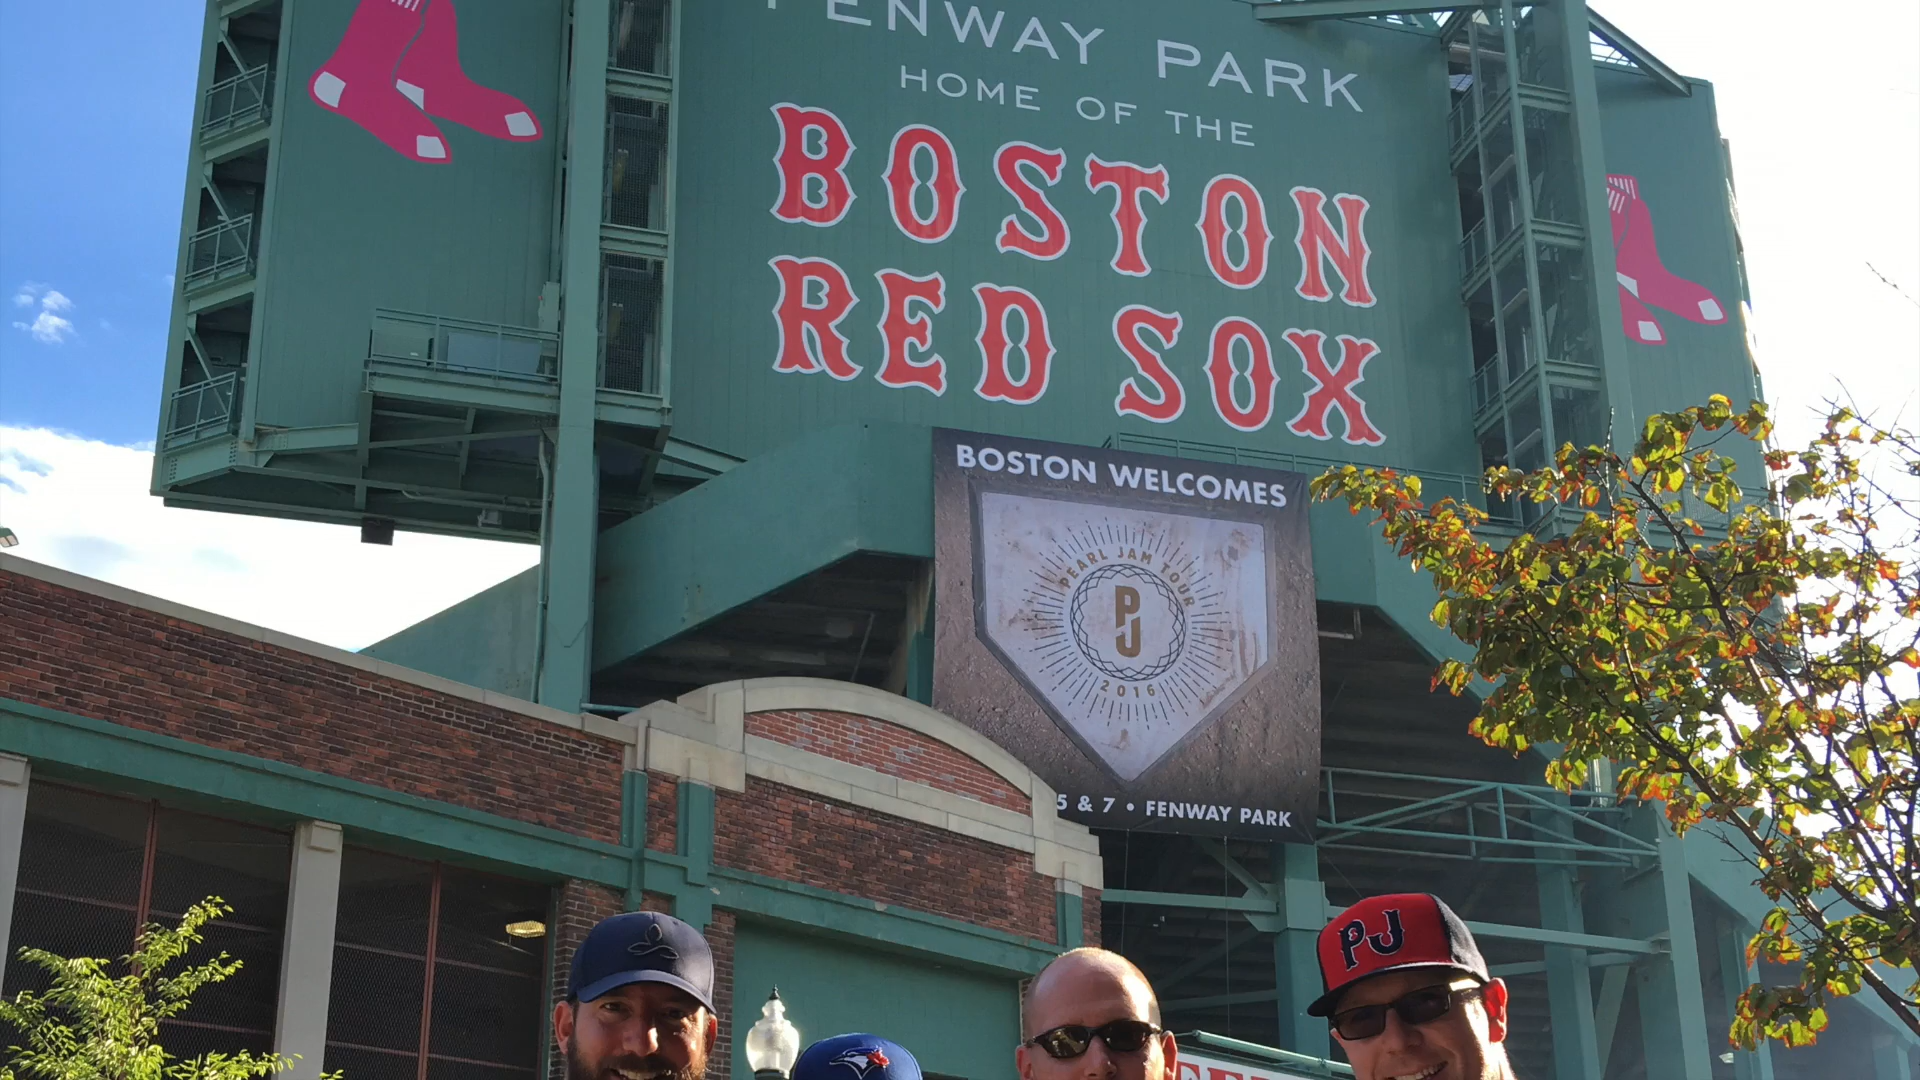 FENWAY PARK
HOME OF THE
BOSTON
RED SOX
BOSTON WELCOMES
PEARL JAM TOUR
PJ
2016
5 & 7 • FENWAY PARK
PJ